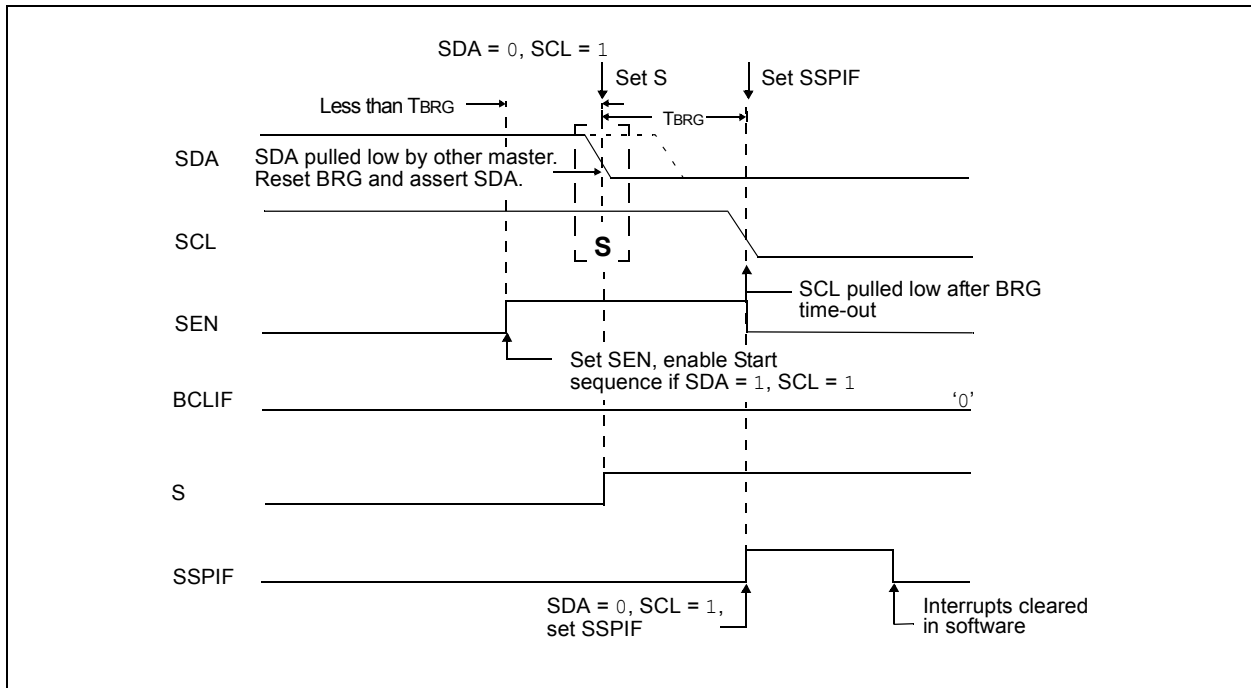 SDA = 0, SCL = 1
Set S
Set SSPIF
Less than TBRG
TBRG
SDA
SDA pulled low by other master.
Reset BRG and assert SDA.
SCL
S
SCL pulled low after BRG
time-out
SEN
Set SEN, enable Start
sequence if SDA = 1, SCL = 1
BCLIF
‘0’
S
SSPIF
SDA = 0, SCL = 1,
set SSPIF
Interrupts cleared
in software